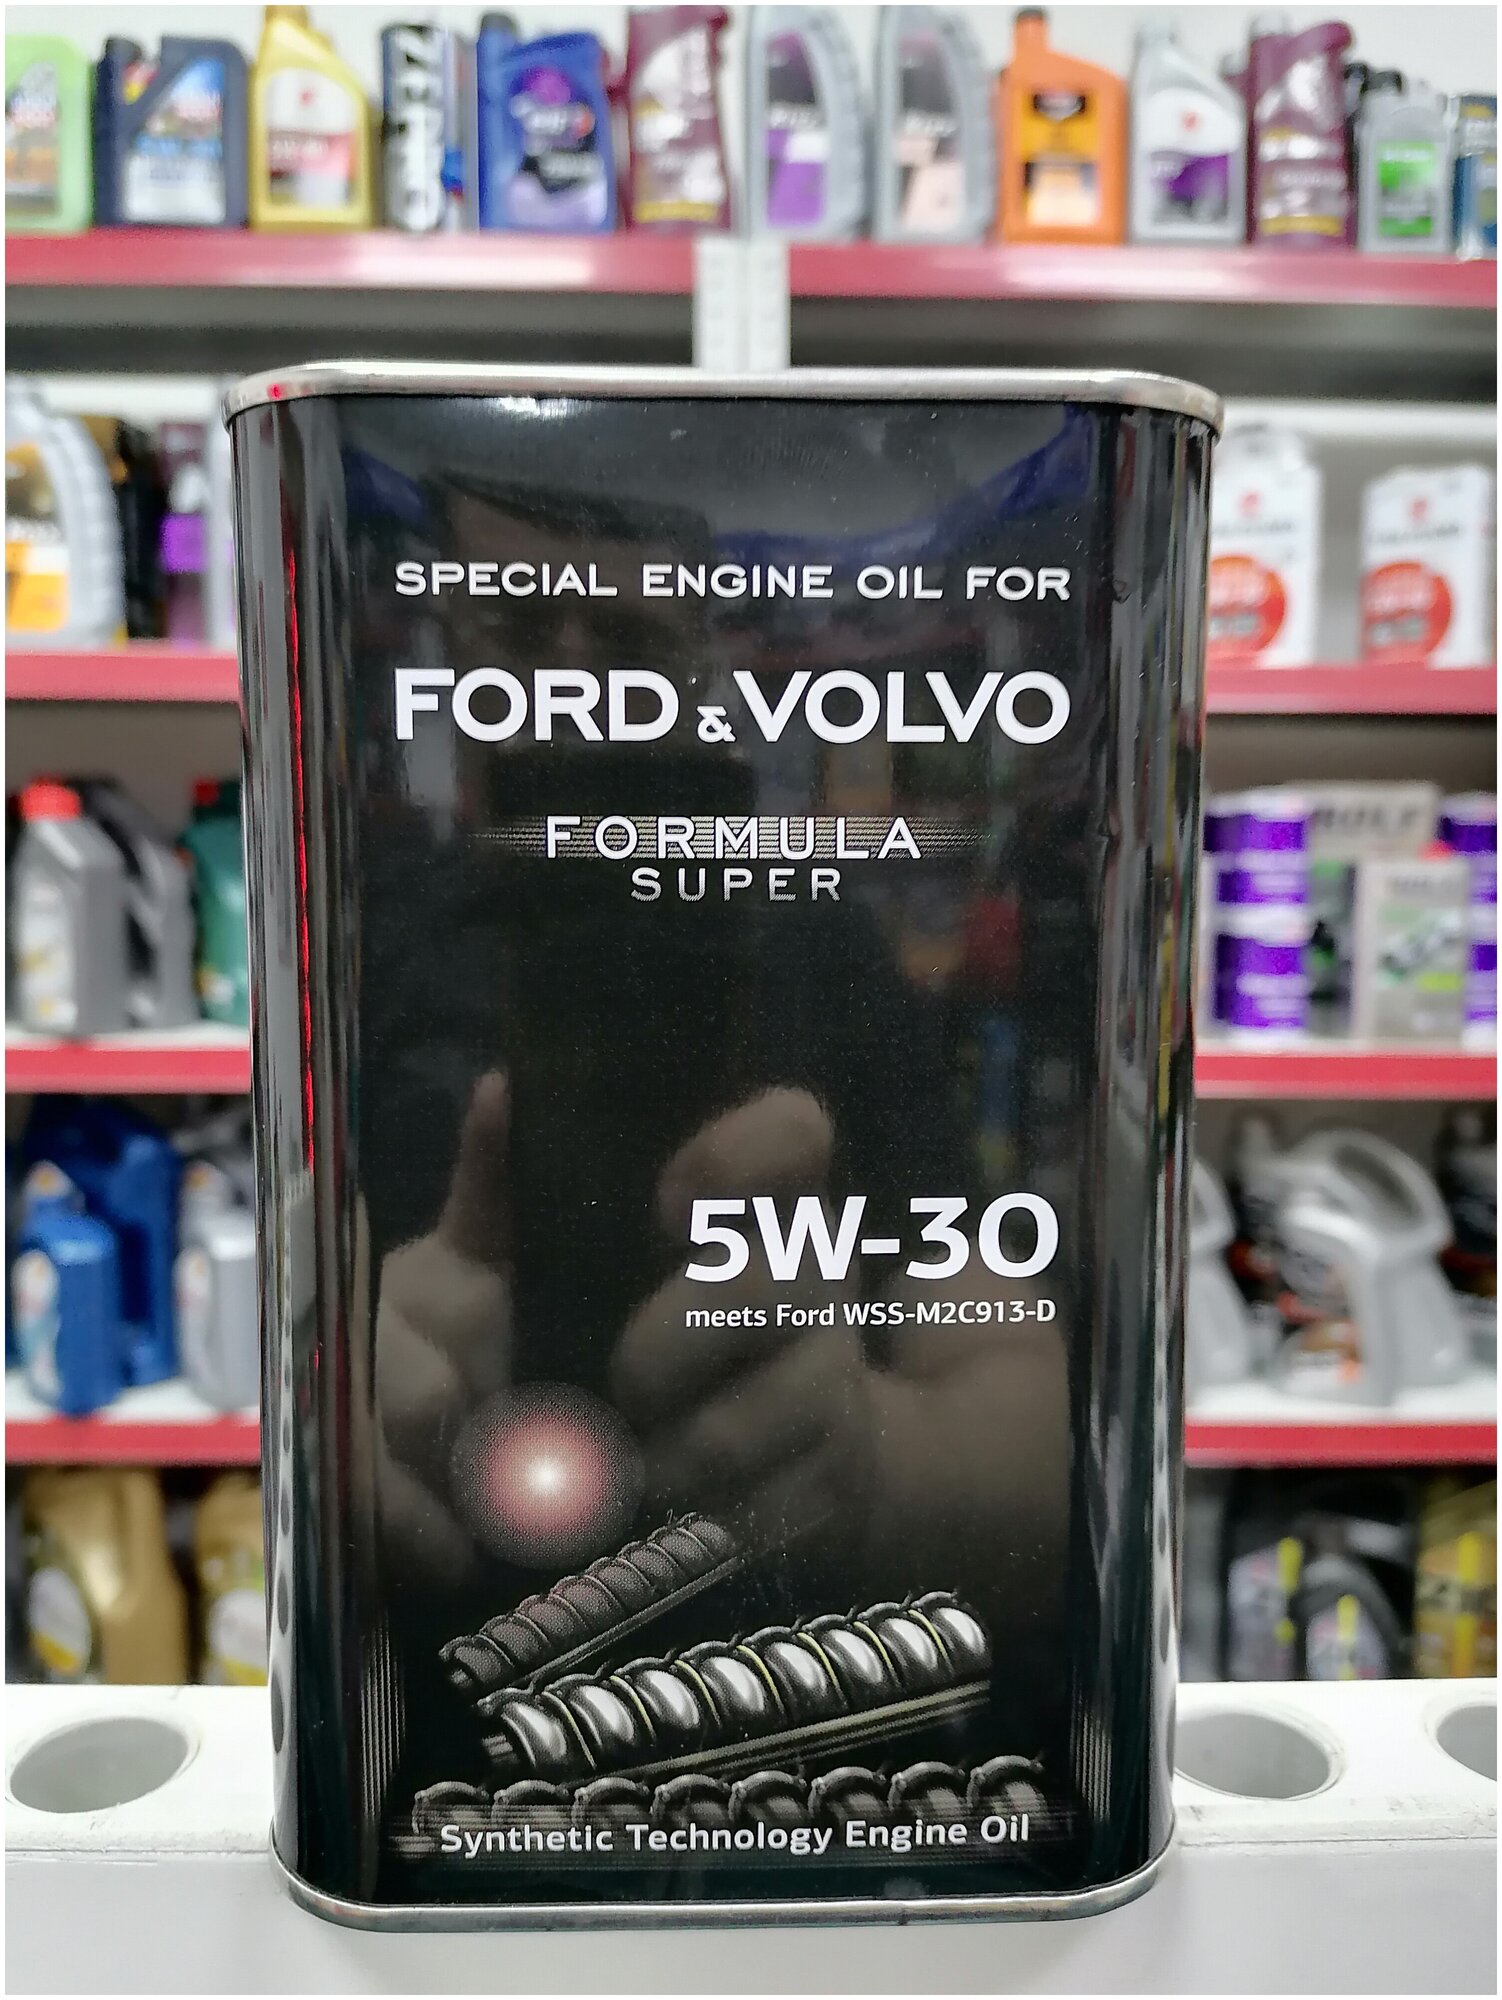 SPECIAL ENGINE OIL FOR
FORD & VOLVO
FORMULA
SUPER
5W-30
meets Ford WSS-M2C913-D
Synthetic Technology Engine Oil